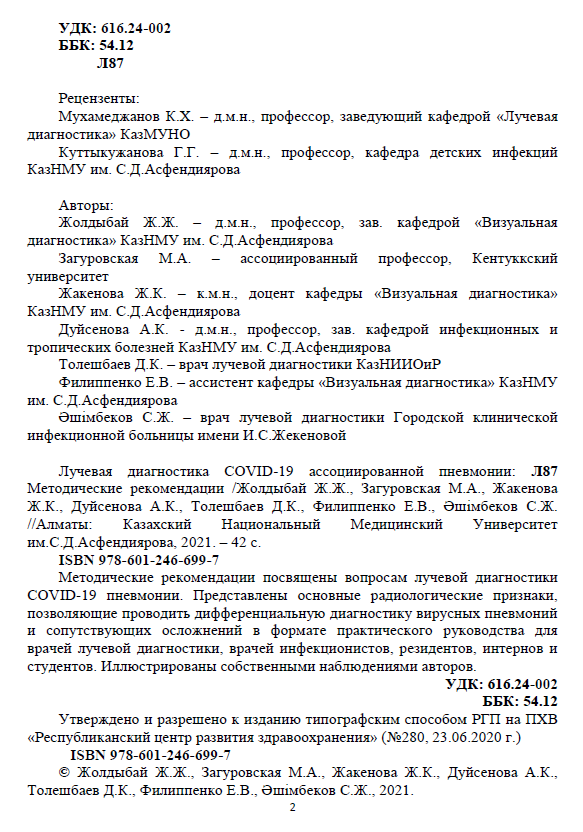 УДК: 616.24-002
ББК: 54.12
Л87
Рецензенты:
Мухамеджанов К.Х. – д.м.н., профессор, заведующий кафедрой «Лучевая
диагностика» КазМУНО
Куттыкужанова Г.Г. – д.м.н., профессор, кафедра детских инфекций
КазНМУ им. С.Д.Асфендиярова
Авторы:
Жолдыбай Ж.Ж. – д.м.н., профессор, зав. кафедрой «Визуальная
диагностика» КазНМУ им. С.Д.Асфендиярова
Загуровская М.А. – ассоциированный профессор, Кентуккский
университет
Жакенова Ж.К. – к.м.н., доцент кафедры «Визуальная диагностика»
КазНМУ им. С.Д.Асфендиярова
Дуйсенова А.К. - д.м.н., профессор, зав. кафедрой инфекционных и
тропических болезней КазНМУ им. С.Д.Асфендиярова
Толешбаев Д.К. – врач лучевой диагностики КазНИИОиР
Филиппенко Е.В. – ассистент кафедры «Визуальная диагностика» КазНМУ
им. С.Д.Асфендиярова
Әшімбеков С.Ж. – врач лучевой диагностики Городской клинической
инфекционной больницы имени И.С.Жекеновой
Лучевая диагностика COVID-19 ассоциированной пневмонии: Л87
Методические рекомендации /Жолдыбай Ж.Ж., Загуровская М.А., Жакенова
Ж.К., Дуйсенова А.К., Толешбаев Д.К., Филиппенко Е.В., Әшімбеков С.Ж.
//Алматы: Казахский Национальный Медицинский Университет
им.С.Д.Асфендиярова, 2021. – 42 с.
ISBN 978-601-246-699-7
Методические рекомендации посвящены вопросам лучевой диагностики
COVID-19 пневмонии. Представлены основные радиологические признаки,
позволяющие проводить дифференциальную диагностику вирусных пневмоний
и сопутствующих осложнений в формате практического руководства для
врачей лучевой диагностики, врачей инфекционистов, резидентов, интернов и
студентов. Иллюстрированы собственными наблюдениями авторов.
УДК: 616.24-002
ББК: 54.12
Утверждено и разрешено к изданию типографским способом РГП на ПХВ
«Республиканский центр развития здравоохранения» (№280, 23.06.2020 г.)
ISBN 978-601-246-699-7
© Жолдыбай Ж.Ж., Загуровская М.А., Жакенова Ж.К., Дуйсенова А.К.,
Толешбаев Д.К., Филиппенко Е.В., Әшімбеков С.Ж., 2021.
2